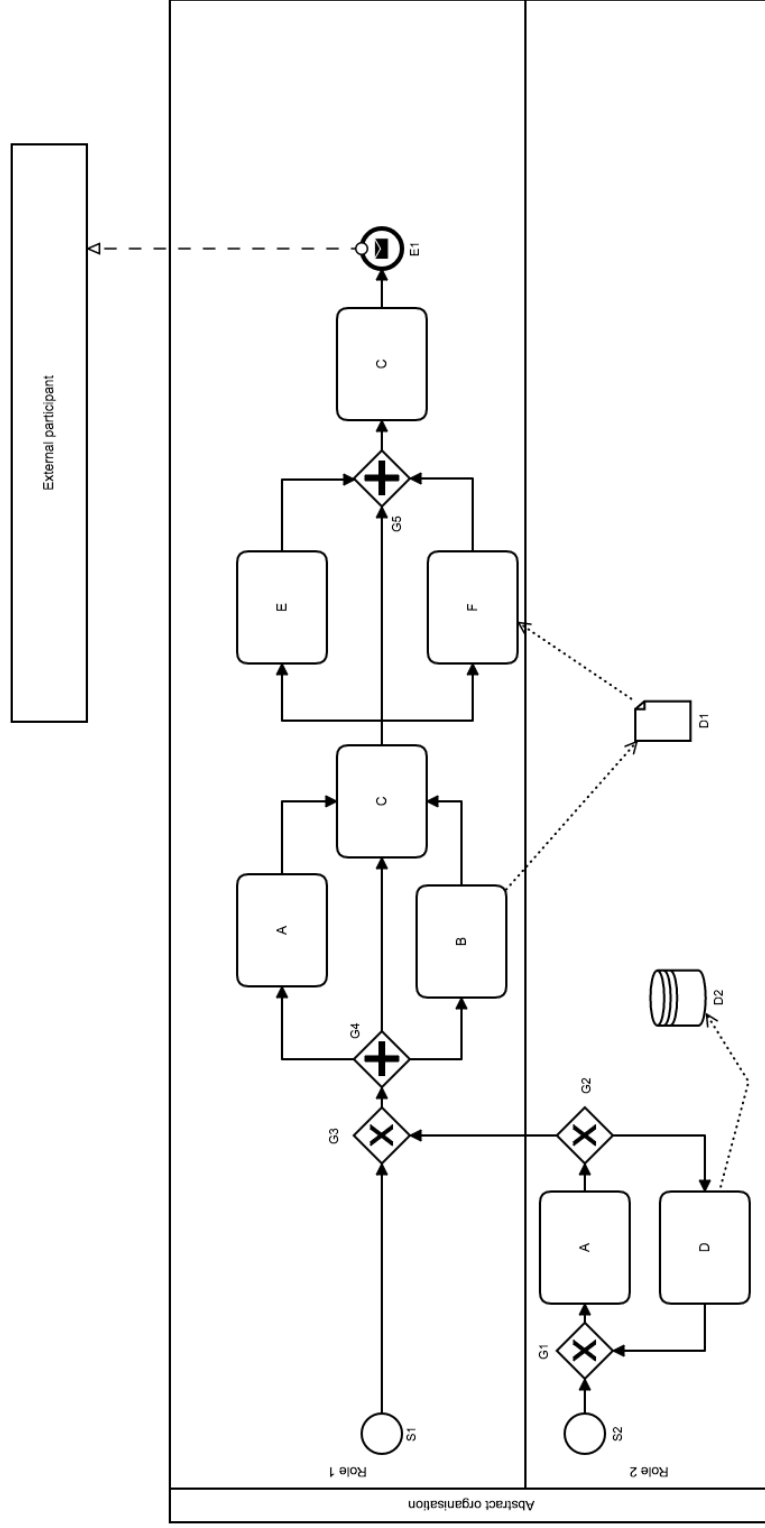 External participant
Abstract organisation
Role 1
Role 2
S1
G3
G4
A
B
C
E
F
G5
C
E1
S2
G1
A
D
G2
D2
D1